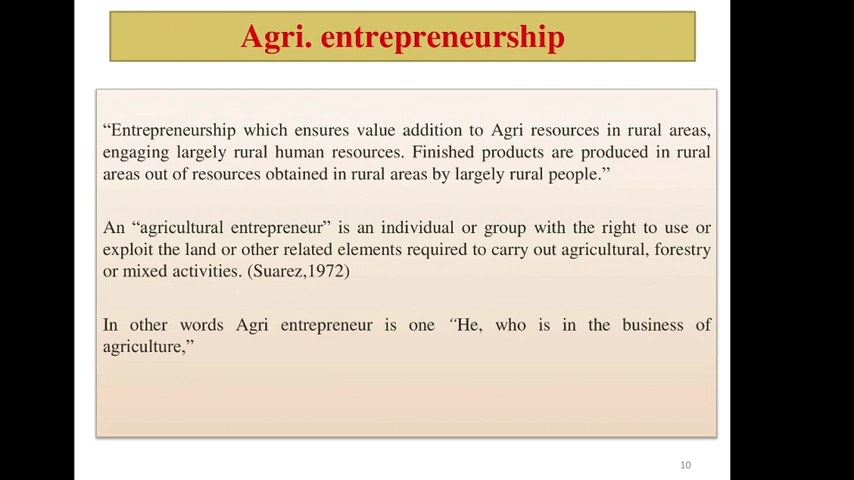 Agri. entrepreneurship
“Entrepreneurship which ensures value addition to Agri resources in rural areas,
engaging largely rural human resources. Finished products are produced in rural
areas out of resources obtained in rural areas by largely rural people.”
An “agricultural entrepreneur” is an individual or group with the right to use or
exploit the land or other related elements required to carry out agricultural, forestry
or mixed activities. (Suarez,1972)
In other words Agri entrepreneur is one “He, who is in the business of
agriculture,”
10